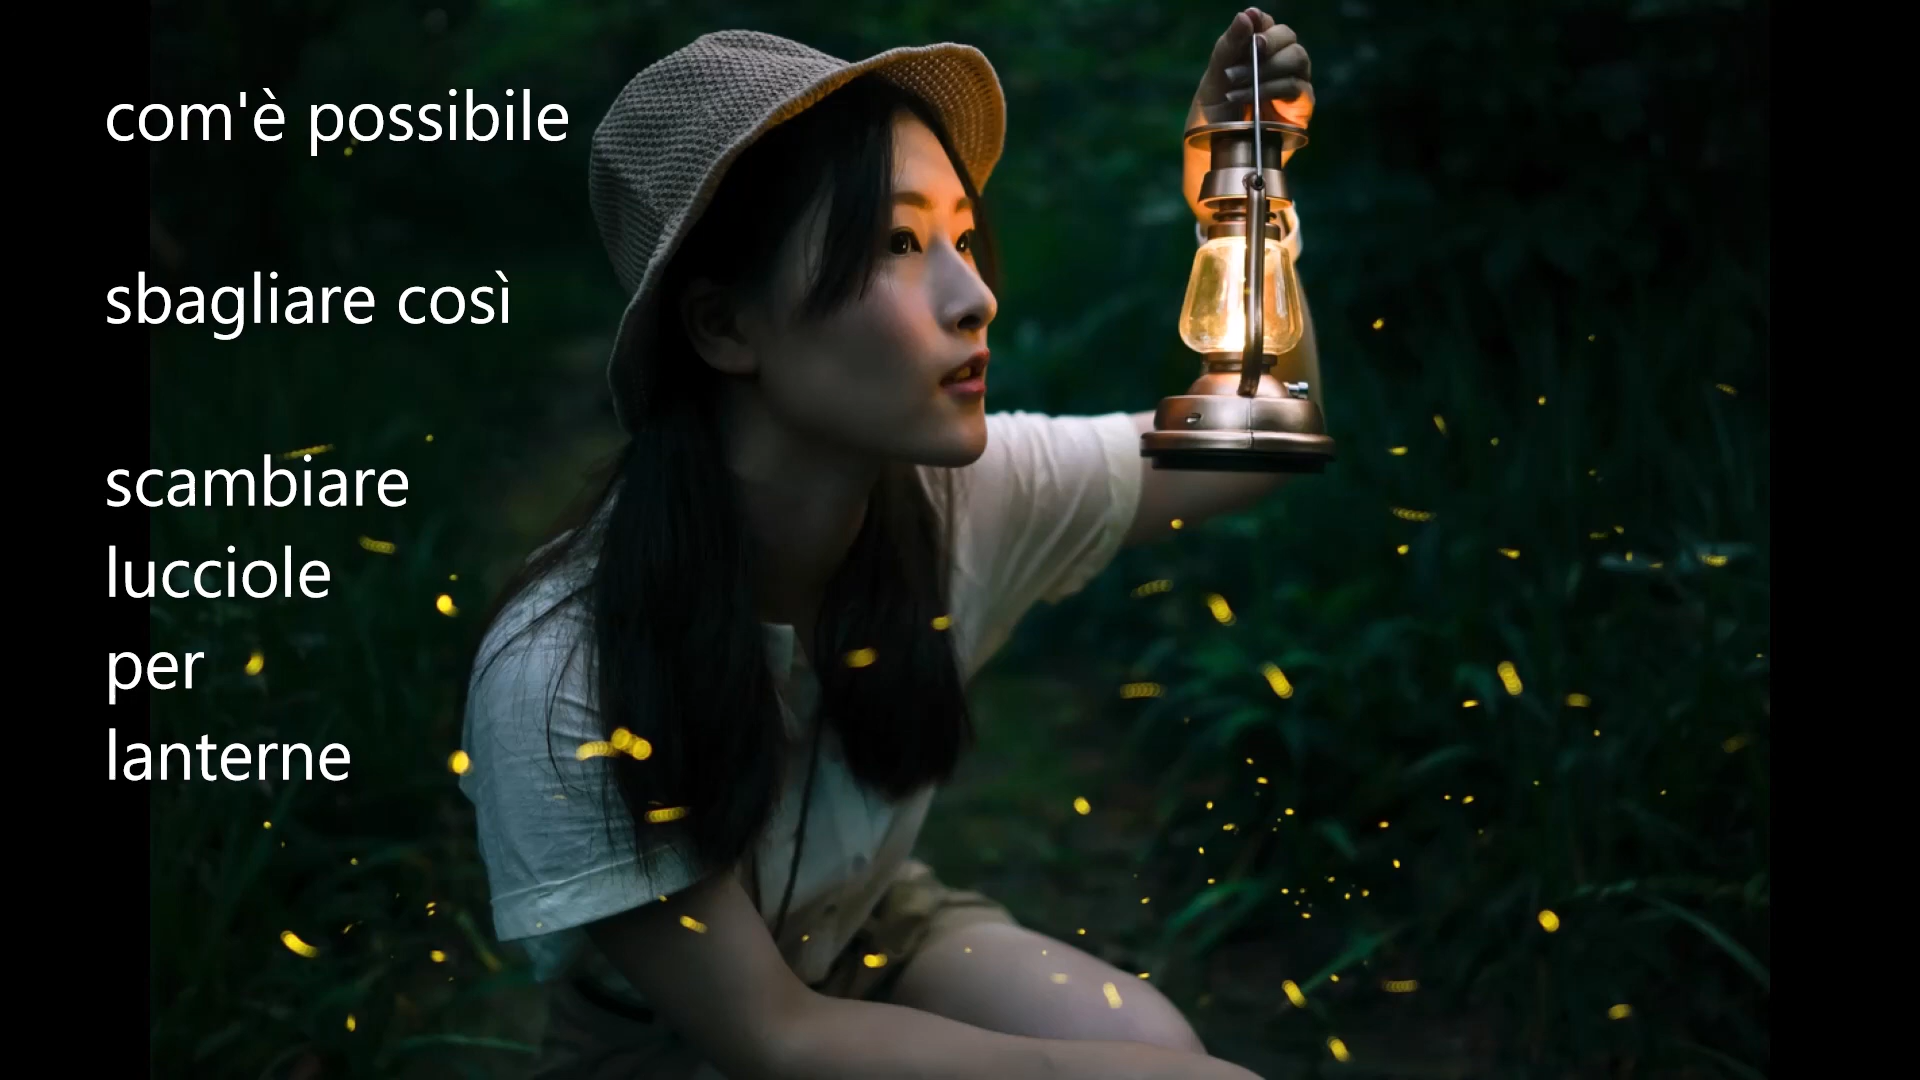 com'è possibile
sbagliare così
scambiare
lucciole
per
lanterne